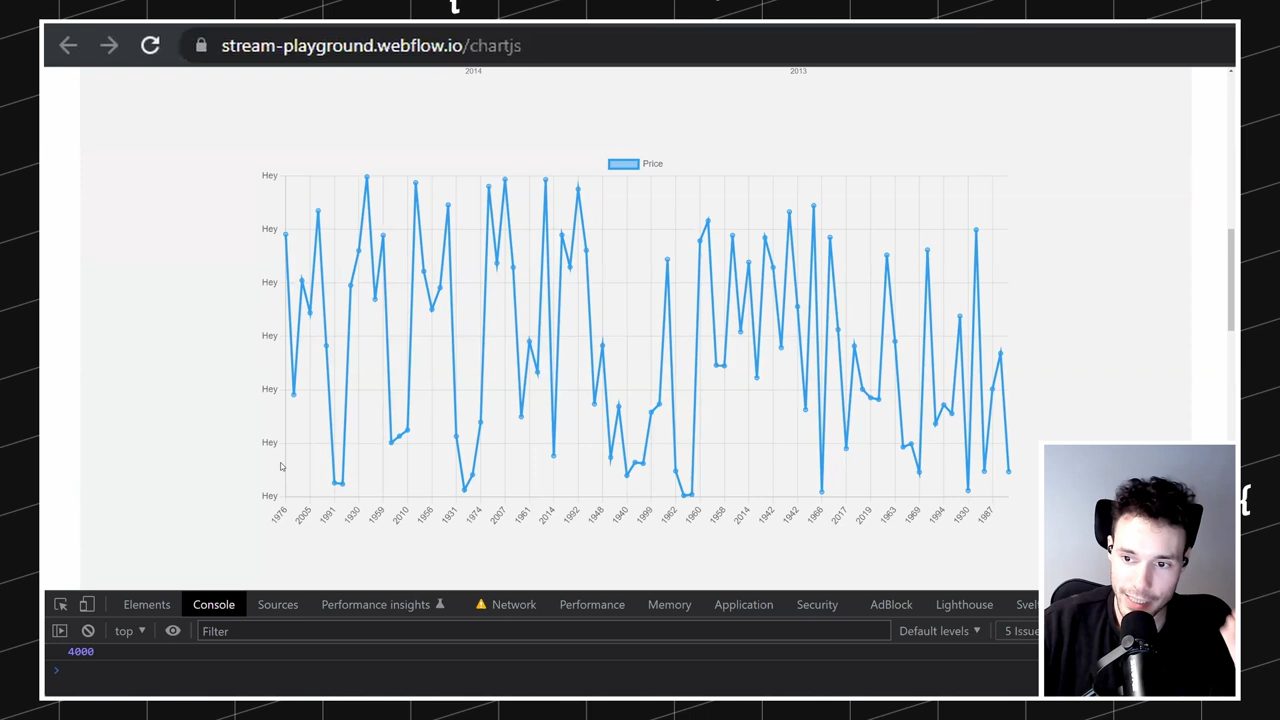 {
stream-playground.webflow.io/chartjs
2014 2013
Price
Hey
Hey
Hey
Hey
Hey
Hey
Hey
1976 2005 1991 1930 1959 2010 1956 1931 1974 2007 1961 2014 1992 1948 1940 1999 1962 1960 1958 2014 1942 1942 1966 2017 2019 1963 1969 1994 1930 1987
{
Elements Console Sources Performance insights Network Performance Memory Application Security AdBlock Lighthouse
top Filter Default levels 5 Issue
4000
>